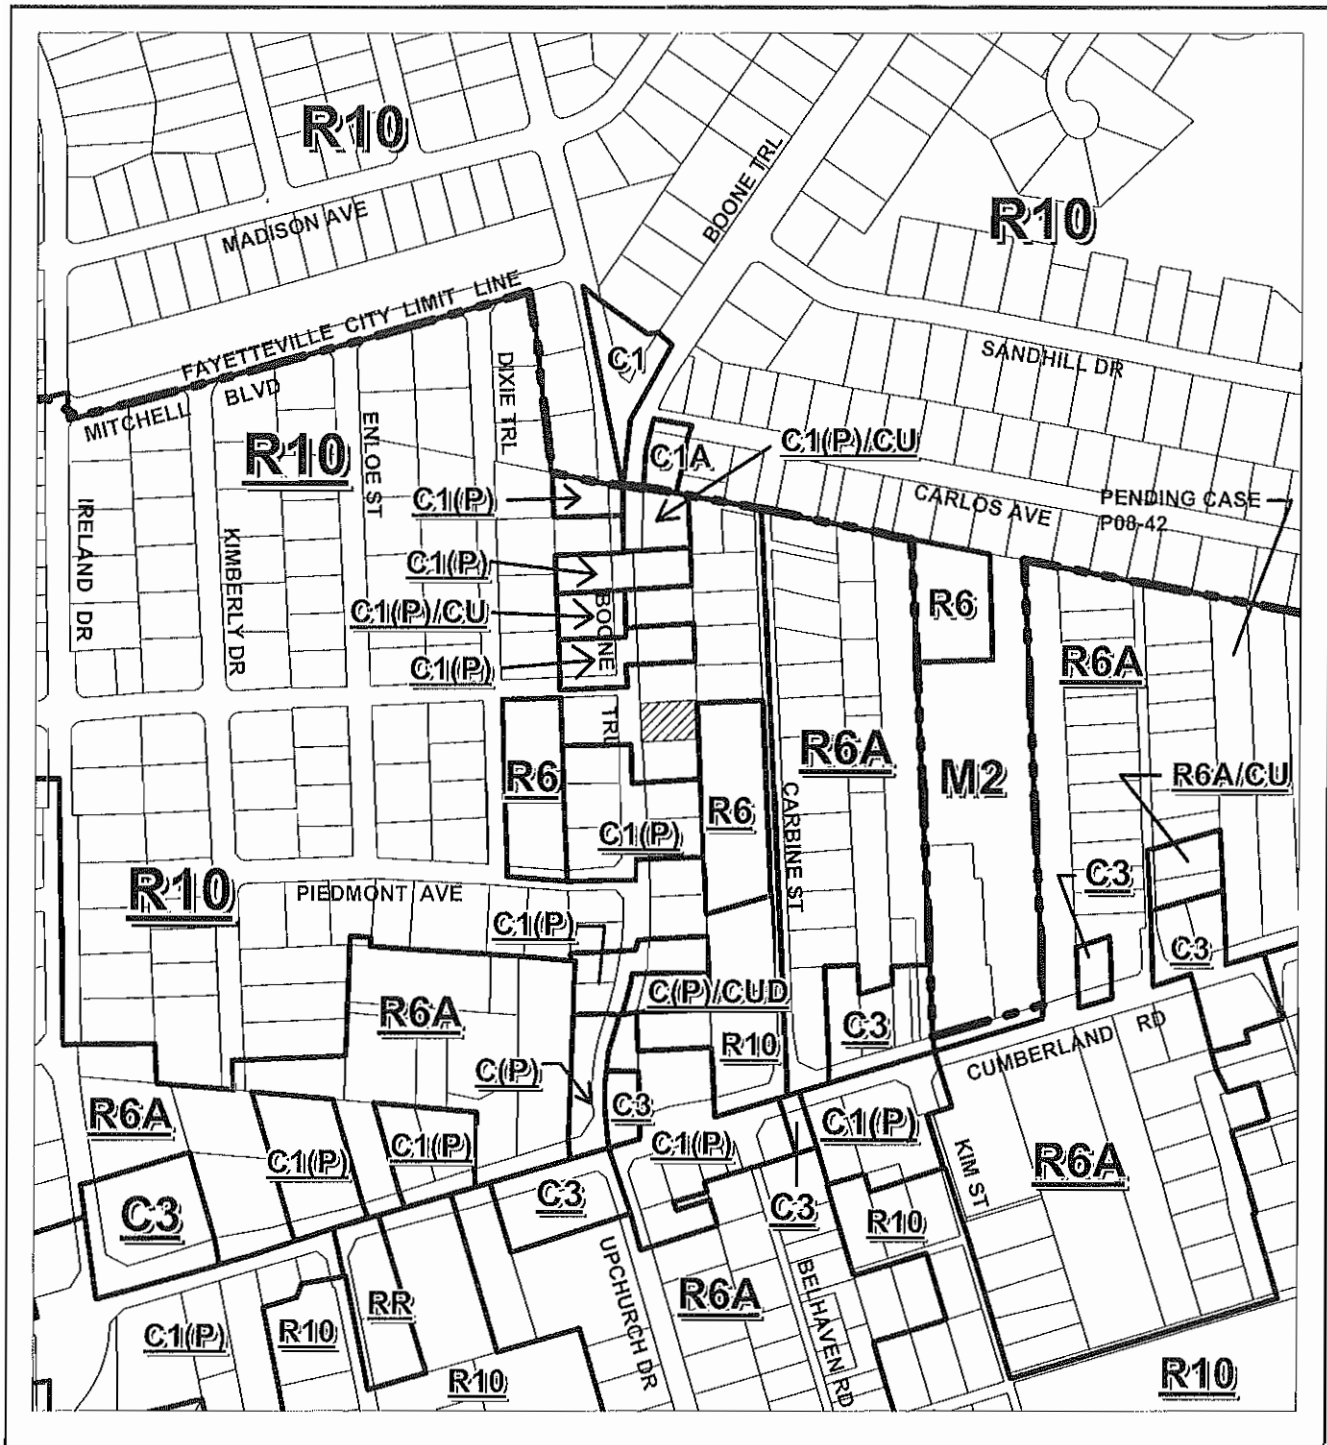 R10
MADISON AVE
BOONE TRL
R10
FAYETTEVILLE CITY LIMIT LINE
MITCHELL BLVD
SANDHILL DR
C1
DIXIE TRL
ENLOE ST
R10
C1A
C1(P)/CU
C1(P)
CARLOS AVE
PENDING CASE
P08-42
IRELAND DR
KIMBERLY DR
C1(P)
C1(P)/CU
C1(P)
BOONE TRL
R6
R6A
R6A
M2
R6A/CU
R6
R6
CARBINE ST
C1(P)
R10
PIEDMONT AVE
C3
C1(P)
C3
C(P)/CUD
R6A
C3
R10
CUMBERLAND RD
C(P)
C3
R6A
C1(P)
C1(P)
C1(P)
C1(P)
KIM ST
R6A
C3
C3
C3
R10
UPCHURCH DR
R6A
BELHAVEN RD
RR
C1(P)
R10
R10
R10